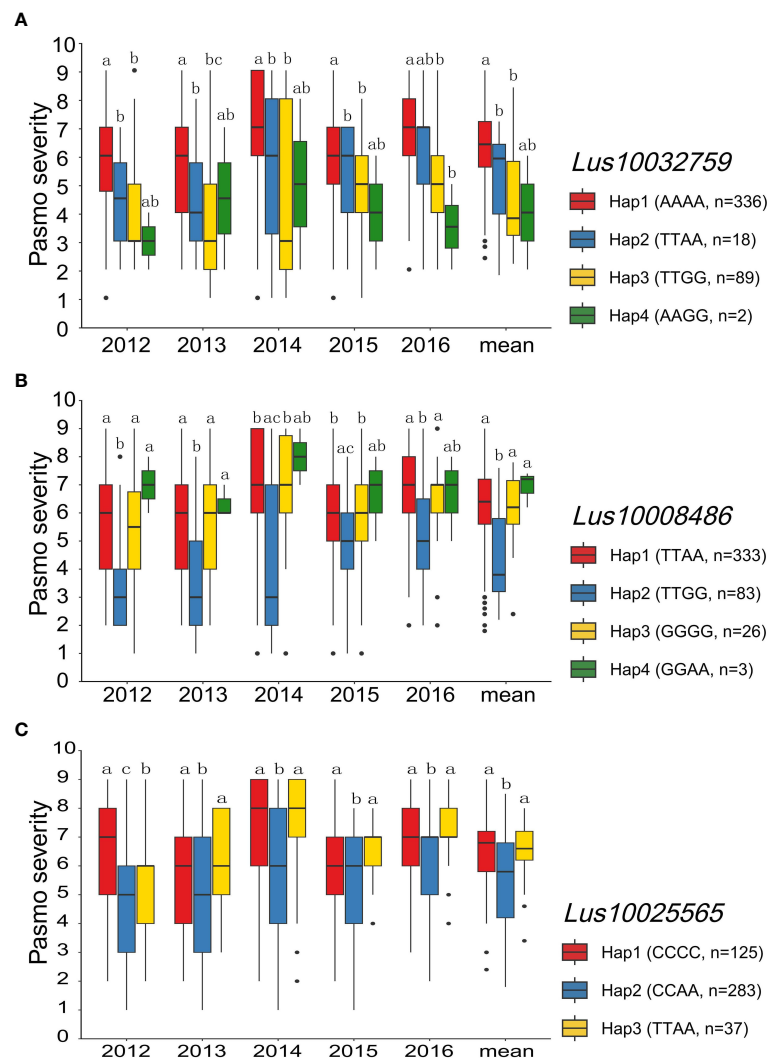 A
Pasmo severity
10
9
8
7
6
5
4
3
2
1
0
a b b ab
a b bc ab
a b b ab
a b b ab
a ab b b
a b b ab
2012 2013 2014 2015 2016 mean
Lus10032759
Hap1 (AAAA, n=336)
Hap2 (TTAA, n=18)
Hap3 (TTGG, n=89)
Hap4 (AAGG, n=2)
B
Pasmo severity
10
9
8
7
6
5
4
3
2
1
0
a b a a
a b a a
b ac b ab
b ac b ab
a b a ab
a b a a
2012 2013 2014 2015 2016 mean
Lus10008486
Hap1 (TTAA, n=333)
Hap2 (TTGG, n=83)
Hap3 (GGGG, n=26)
Hap4 (GGAA, n=3)
C
Pasmo severity
10
9
8
7
6
5
4
3
2
1
0
a c b
a b a
a b a
a b a
a b a
a b a
2012 2013 2014 2015 2016 mean
Lus10025565
Hap1 (CCCC, n=125)
Hap2 (CCAA, n=283)
Hap3 (TTAA, n=37)